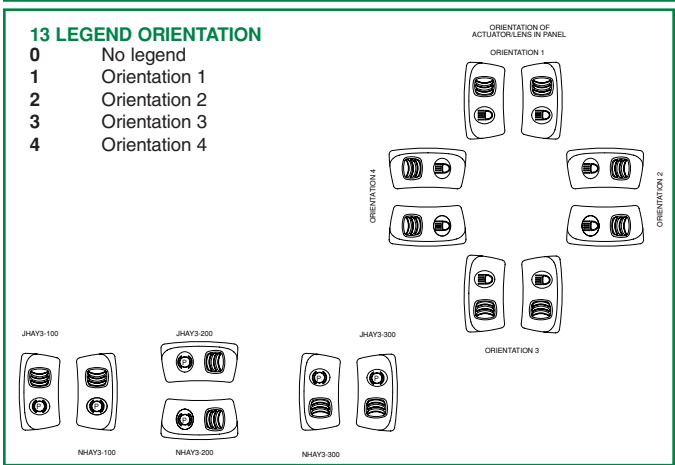 13 LEGEND ORIENTATION
0 No legend
1 Orientation 1
2 Orientation 2
3 Orientation 3
4 Orientation 4
ORIENTATION OF
ACTUATOR/LENS IN PANEL
ORIENTATION 1
ORIENTATION 4
ORIENTATION 2
ORIENTATION 3
JHAY3-100
JHAY3-200
JHAY3-300
P
P
P
P
P
P
NHAY3-100
NHAY3-200
NHAY3-300